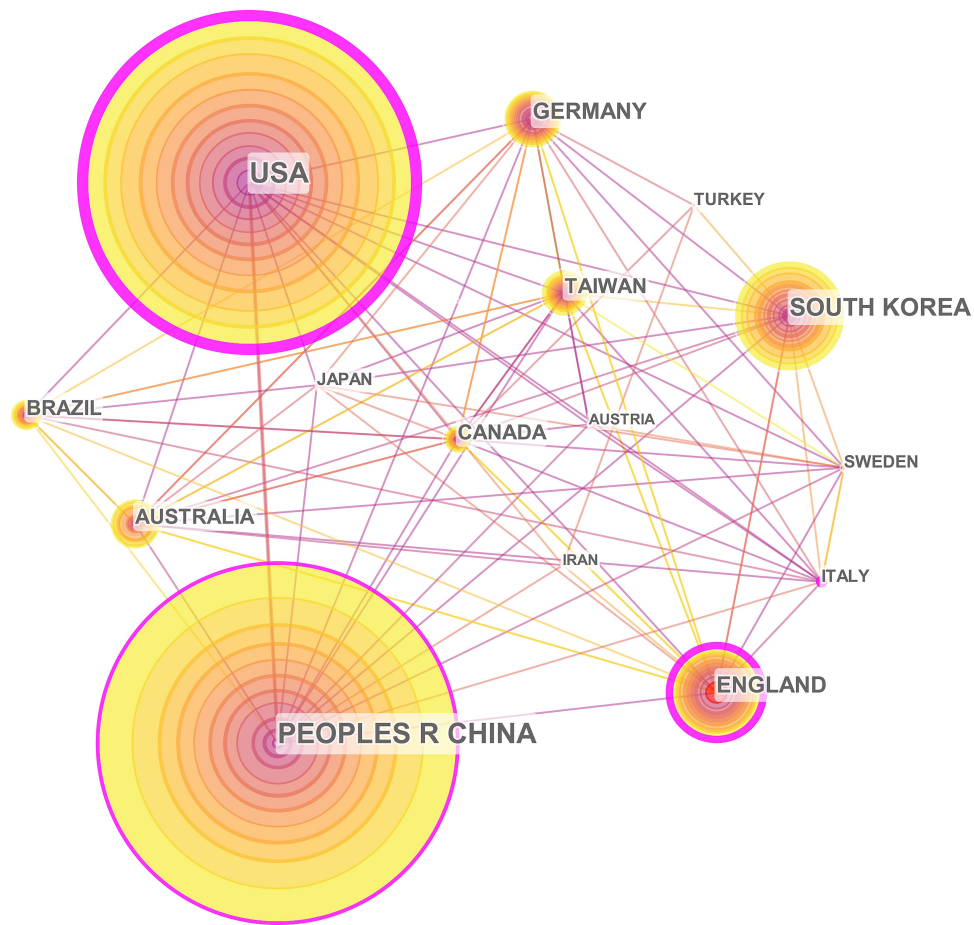 GERMANY
USA
TURKEY
TAIWAN
SOUTH KOREA
JAPAN
BRAZIL
AUSTRIA
CANADA
SWEDEN
AUSTRALIA
IRAN
ITALY
ENGLAND
PEOPLES R CHINA